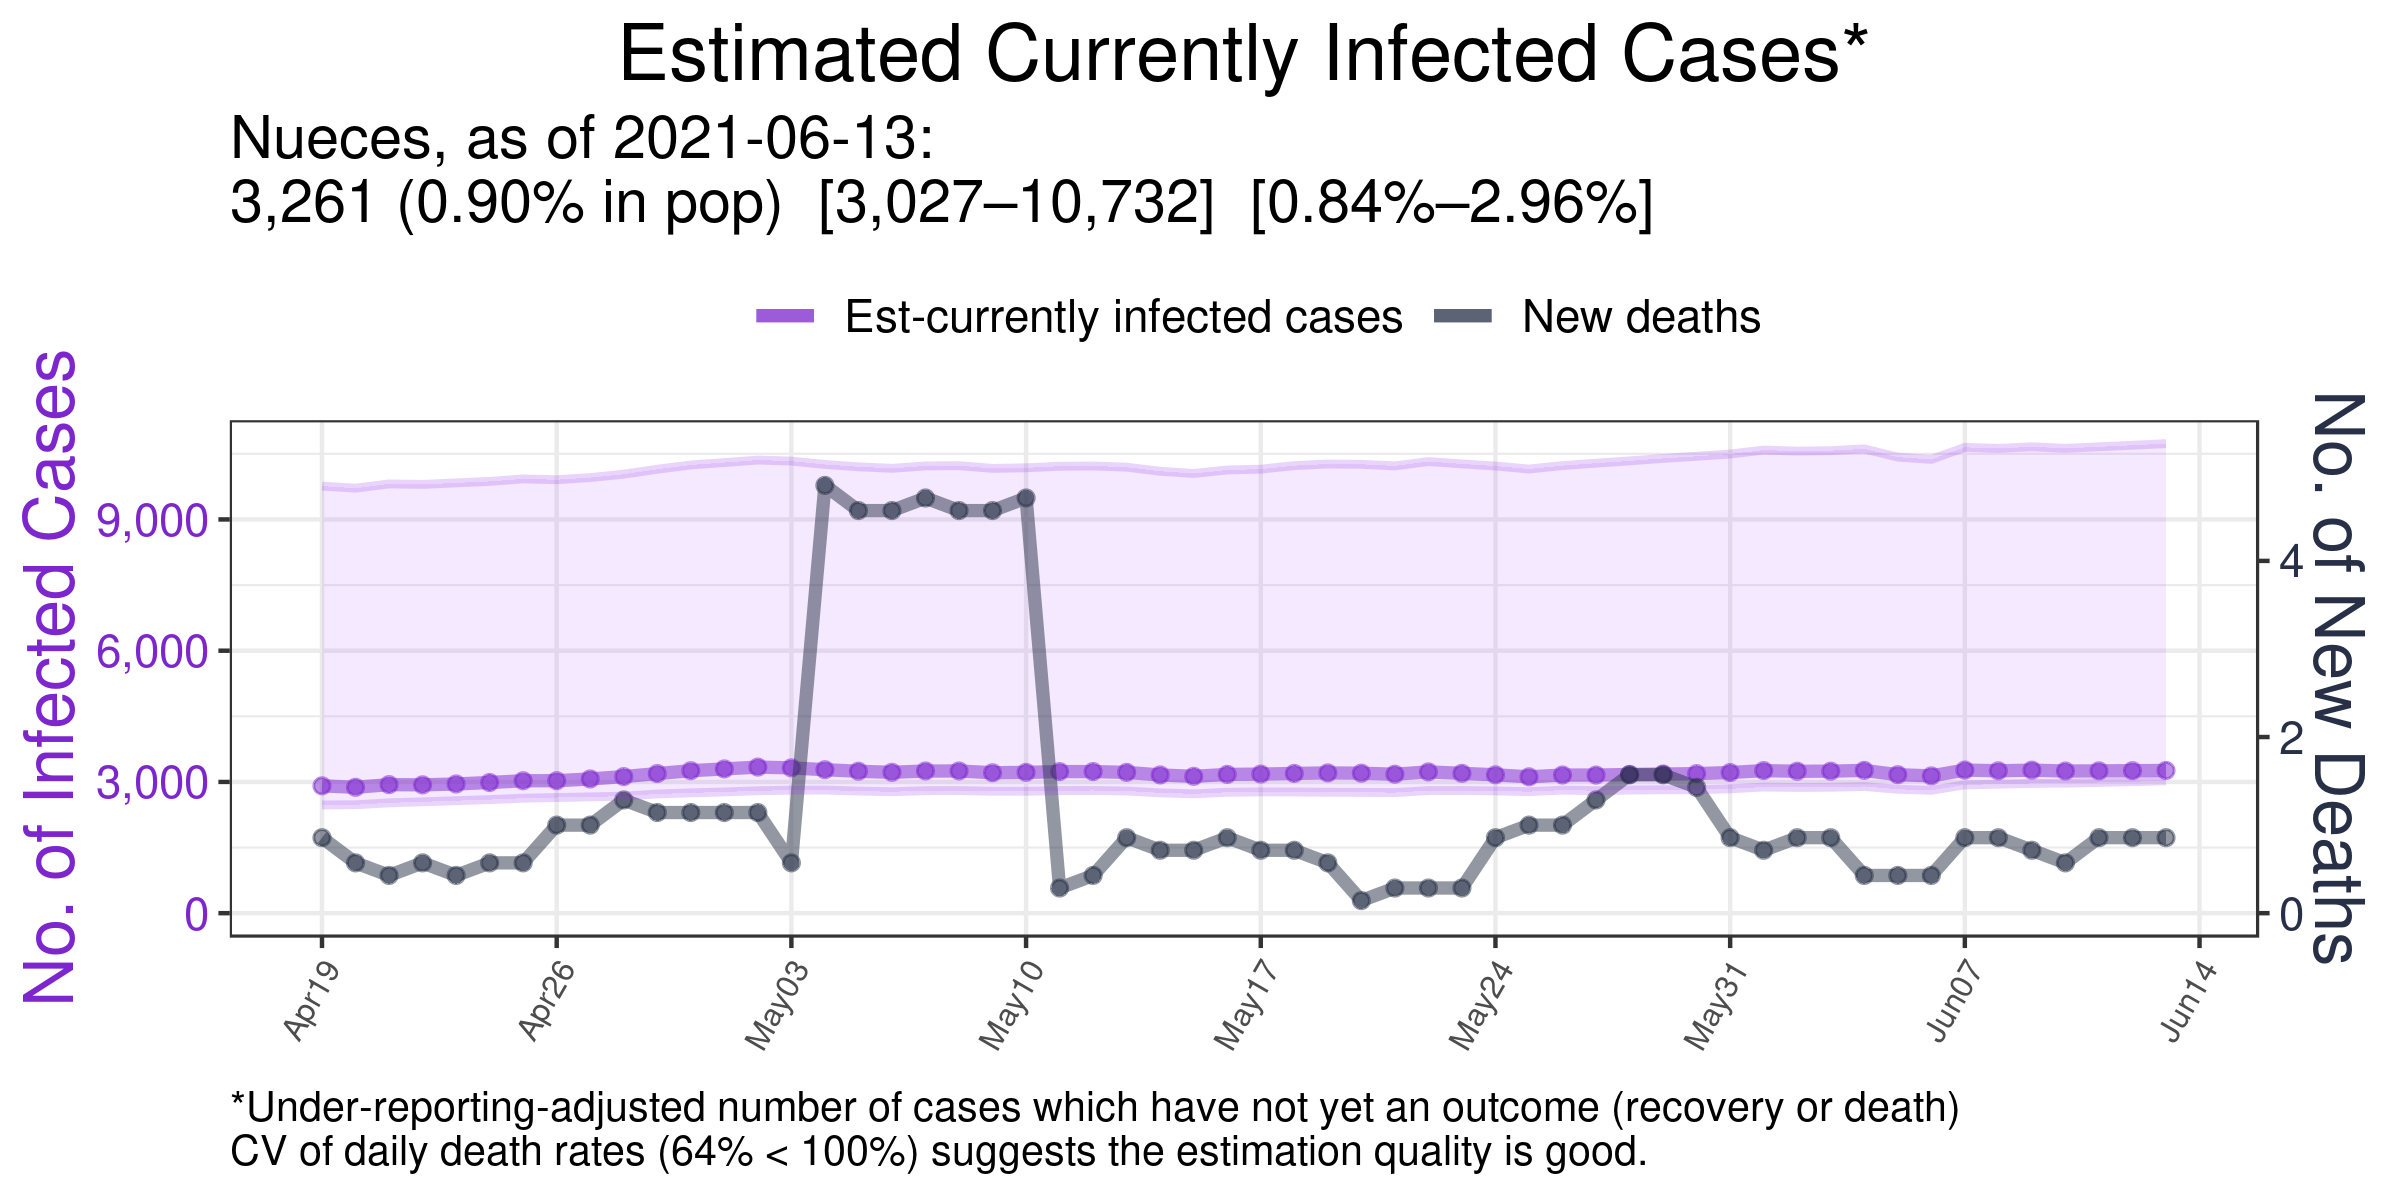 Estimated Currently Infected Cases*
Nueces, as of 2021-06-13:
3,261 (0.90% in pop)  [3,027–10,732]  [0.84%–2.96%]
Est-currently infected cases
New deaths
No. of Infected Cases
9,000
6,000
3,000
0
4
2
0
No. of New Deaths
Apr19
Apr26
May03
May10
May17
May24
May31
Jun07
Jun14
*Under-reporting-adjusted number of cases which have not yet an outcome (recovery or death)
CV of daily death rates (64% < 100%) suggests the estimation quality is good.